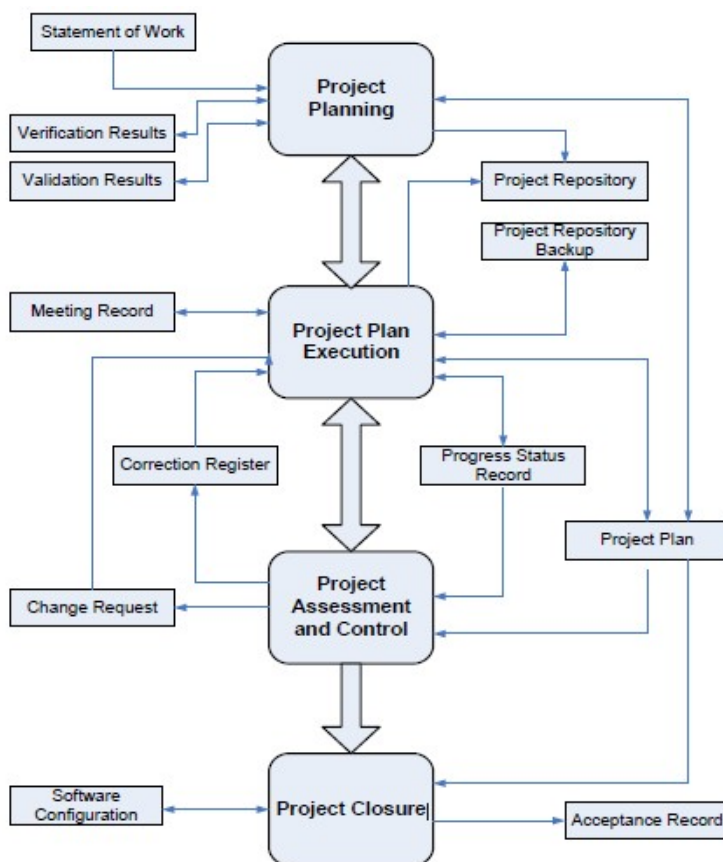 Statement of Work
Project
Planning
Verification Results
Validation Results
Project Repository
Project Repository
Backup
Meeting Record
Project Plan
Execution
Correction Register
Progress Status
Record
Project Plan
Project
Assessment
and Control
Change Request
Software
Configuration
Project Closure
Acceptance Record